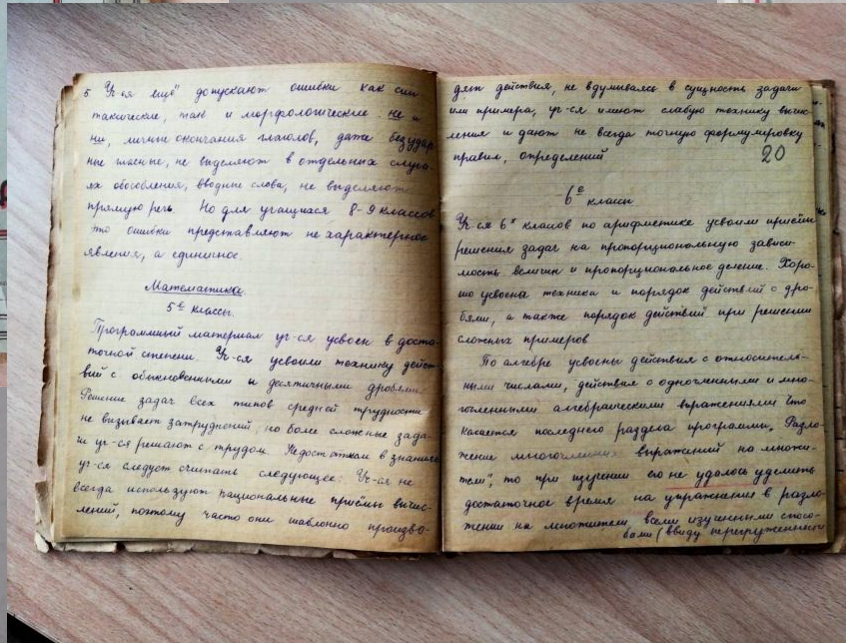 5. Уч-ся ещё допускают ошибки как син-
таксические, так и морфологические не и
ни, личные окончания глаголов, даже безудар
ные гласные, не выделяют в отдельных случа-
ях обособления, вводные слова, не выделяют
прямую речь. Но для учащихся 8-9 классов
то ошибки представляют не характерное
явления, а единичное.
Математика.
5ые классы.
Программный материал уч-ся усвоен в доста-
точной степени. Уч-ся усвоили технику дейст-
вий с обыкновенными и десятичными дробями.
Решение задач всех типов средней трудности
не вызывает затруднений, но более сложные зада-
чи уч-ся решают с трудом. Недостатком в знаниях
уч-ся следует считать следующее: Уч-ся не
всегда используют рациональные приёмы вычис-
лений, поэтому часто они шаблонно произво-
дят действия, не вдумываясь в сущность задачи
или примера, уч-ся имеют слабую технику вычис-
ления и дают не всегда точную формулировку
правил, определений
20
6ые классы
Уч-ся 6х классов по арифметике усвоили приёмы
решения задач на пропорциональную зависи-
мость величин и пропорциональное деление. Хоро-
шо усвоены техника и порядок действий с дро-
бями, а также порядок действий при решении
сложных примеров
По алгебре усвоены действия с относитель-
ными числами, действия с одночленными и мно-
гочленными алгебраическими выражениями. Что
касается последнего раздела программы „Разло-
жение многочленных выражений на множи-
тели", то при изучении его не удалось уделить
достаточное время на упражнения в разло-
жении на множители, всеми изученными спосо-
бами (ввиду перегруженности